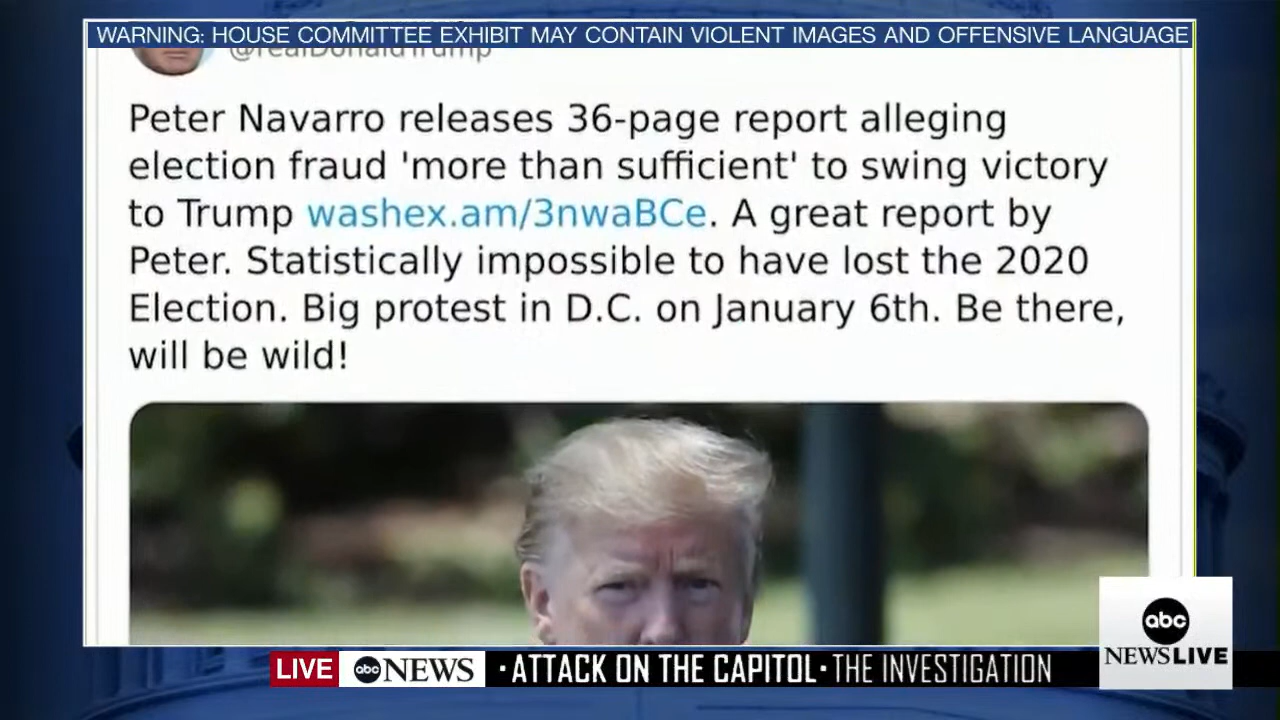 WARNING: HOUSE COMMITTEE EXHIBIT MAY CONTAIN VIOLENT IMAGES AND OFFENSIVE LANGUAGE
@realDonaldTrump
Peter Navarro releases 36-page report alleging
election fraud 'more than sufficient' to swing victory
to Trump washex.am/3nwaBCe. A great report by
Peter. Statistically impossible to have lost the 2020
Election. Big protest in D.C. on January 6th. Be there,
will be wild!
abc
NEWSLIVE
LIVE abc NEWS ·ATTACK ON THE CAPITOL·THE INVESTIGATION